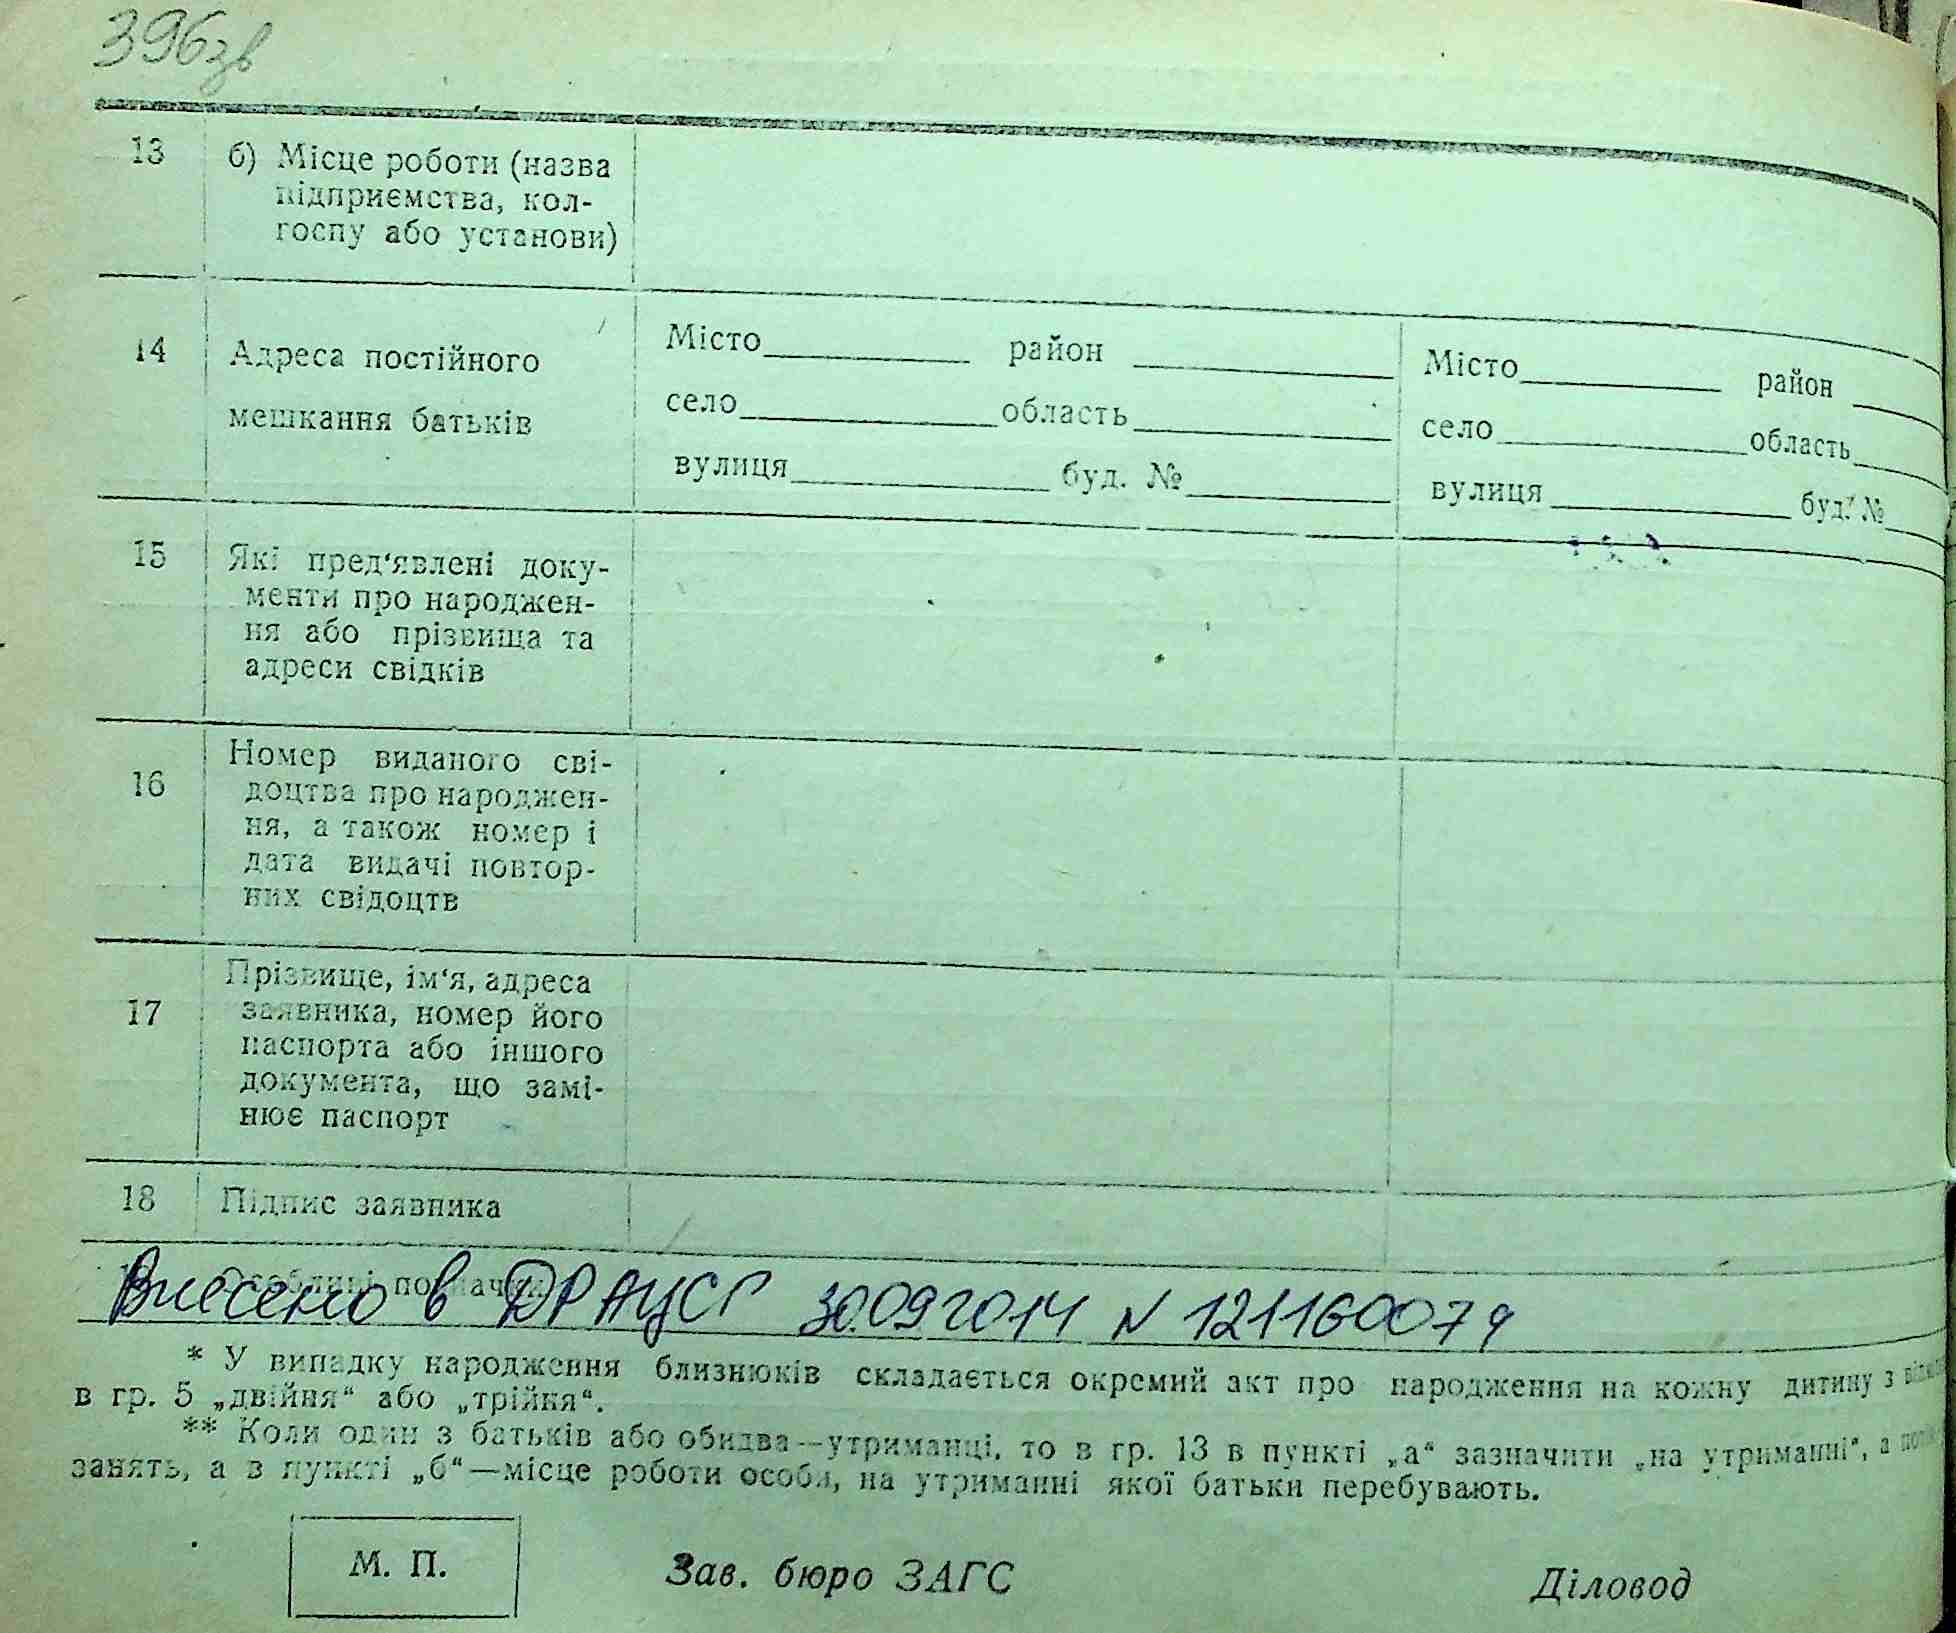 396зв
13 б) Місце роботи (назва
підприємства, кол-
госпу або установи)
14 Адреса постійного
мешкання батьків
Місто район
село область
вулиця буд. №
Місто район
село область
вулиця буд. №
15 Які пред‘явлені доку-
менти про народжен-
ня або прізвища та
адреси свідків
16 Номер виданого сві-
доцтва про народжен-
ня, а також номер і
дата видачі повтор-
них свідоцтв
17 Прізвище, ім‘я, адреса
заявника, номер його
паспорта або іншого
документа, що замі-
нює паспорт
18 Підпис заявника
Особливі позначки
Внесено в ДРАЦСГ 30.09.2014 N 121160079
* У випадку народження близнюків складається окремий акт про народження на кожну дитину з
в гр. 5 „двійня“ або „трійня“.
** Коли один з батьків або обидва—утриманці, то в гр. 13 в пункті „а“ зазначити „на утриманні“, а
занять, а в пункті „б“—місце роботи особи, на утриманні якої батьки перебувають.
М. П.
Зав. бюро ЗАГС
Діловод